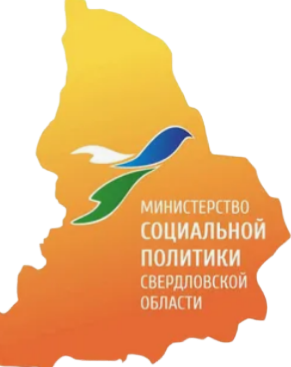 МИНИСТЕРСТВО
СОЦИАЛЬНОЙ
ПОЛИТИКИ
СВЕРДЛОВСКОЙ
ОБЛАСТИ